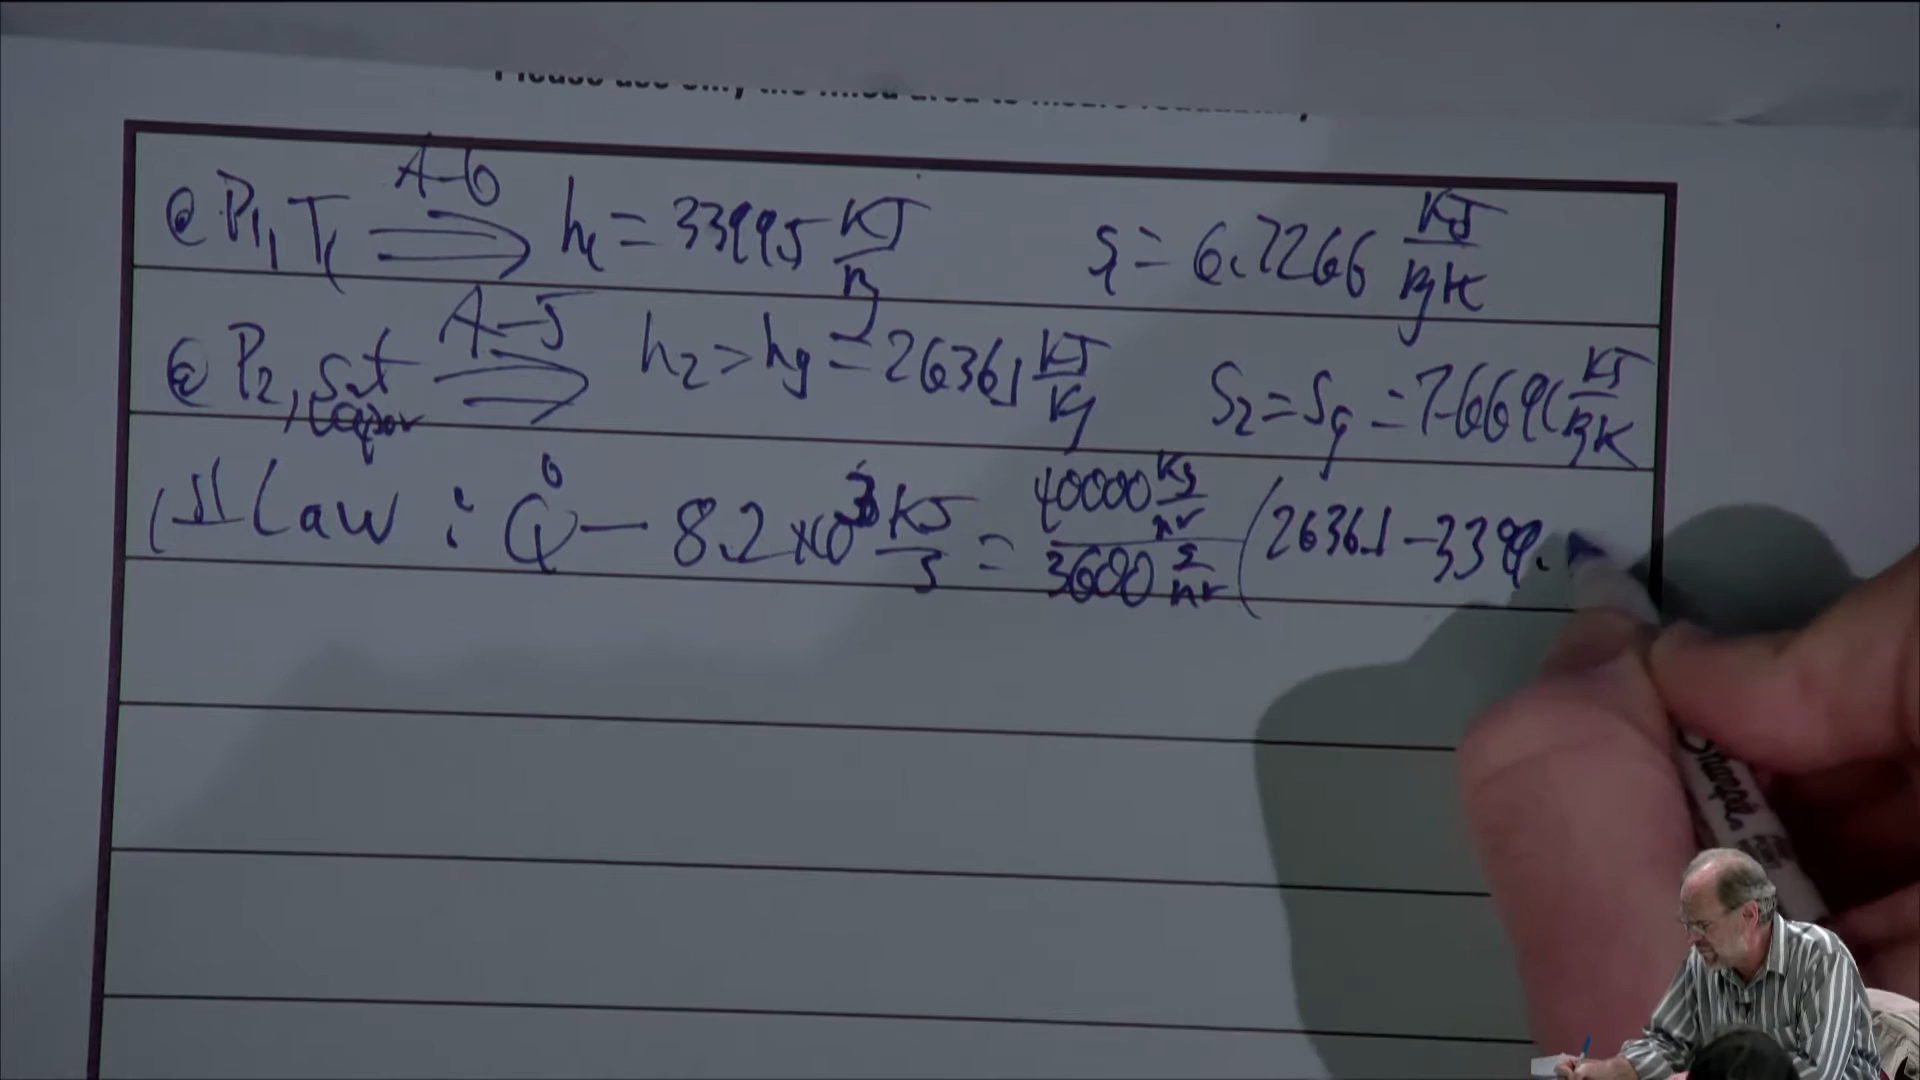 @ P₁, T₁ A-6 ⟹ h₁ = 3399.5 KJ/kg s₁ = 6.7266 KJ/kgK
@ P₂, sat vapor A-5 ⟹ h₂ = hg = 2636.1 KJ/kg S₂ = Sg = 7.6691 KJ/kgK
1st Law : Q̇ - 8.2 x10³ KJ/s = 40000 Kg/hr / 3600 s/hr (2636.1 - 3399.